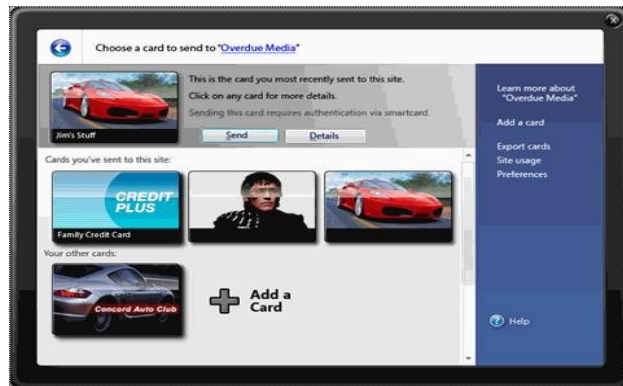 Choose a card to send to "Overdue Media"
This is the card you most recently sent to this site.
Click on any card for more details.
Sending this card requires authentication via smartcard.
Jim's Stuff
Send
Details
Cards you've sent to this site:
CREDIT
PLUS
Family Credit Card
Your other cards:
Concord Auto Club
Add a
Card
Learn more about
"Overdue Media"
Add a card
Export cards
Site usage
Preferences
Help